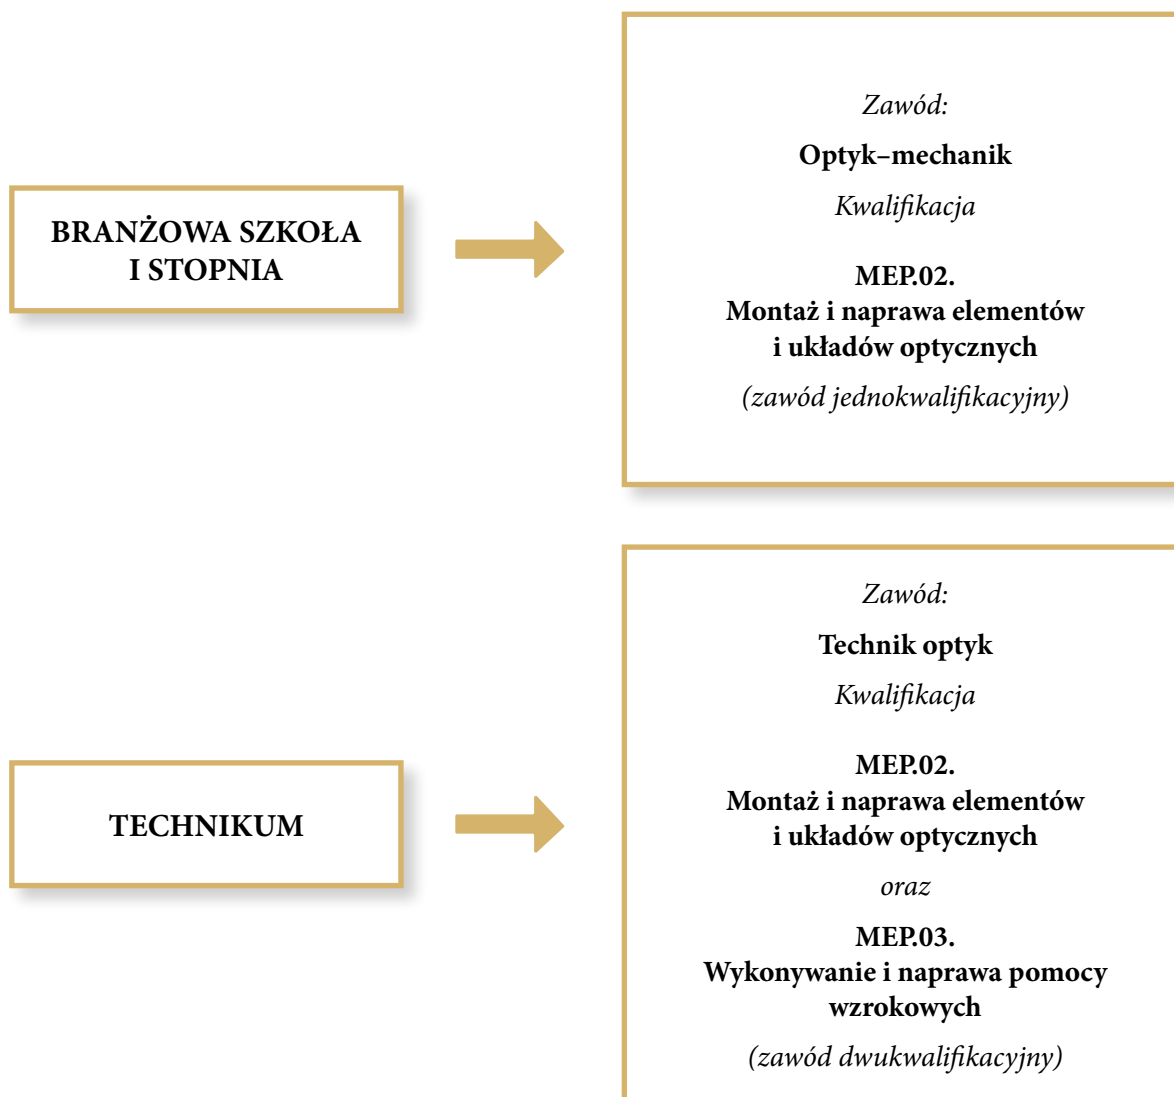 BRANŻOWA SZKOŁA
I STOPNIA
Zawód:
Optyk–mechanik
Kwalifikacja
MEP.02.
Montaż i naprawa elementów
i układów optycznych
(zawód jednokwalifikacyjny)
TECHNIKUM
Zawód:
Technik optyk
Kwalifikacja
MEP.02.
Montaż i naprawa elementów
i układów optycznych
oraz
MEP.03.
Wykonywanie i naprawa pomocy
wzrokowych
(zawód dwukwalifikacyjny)